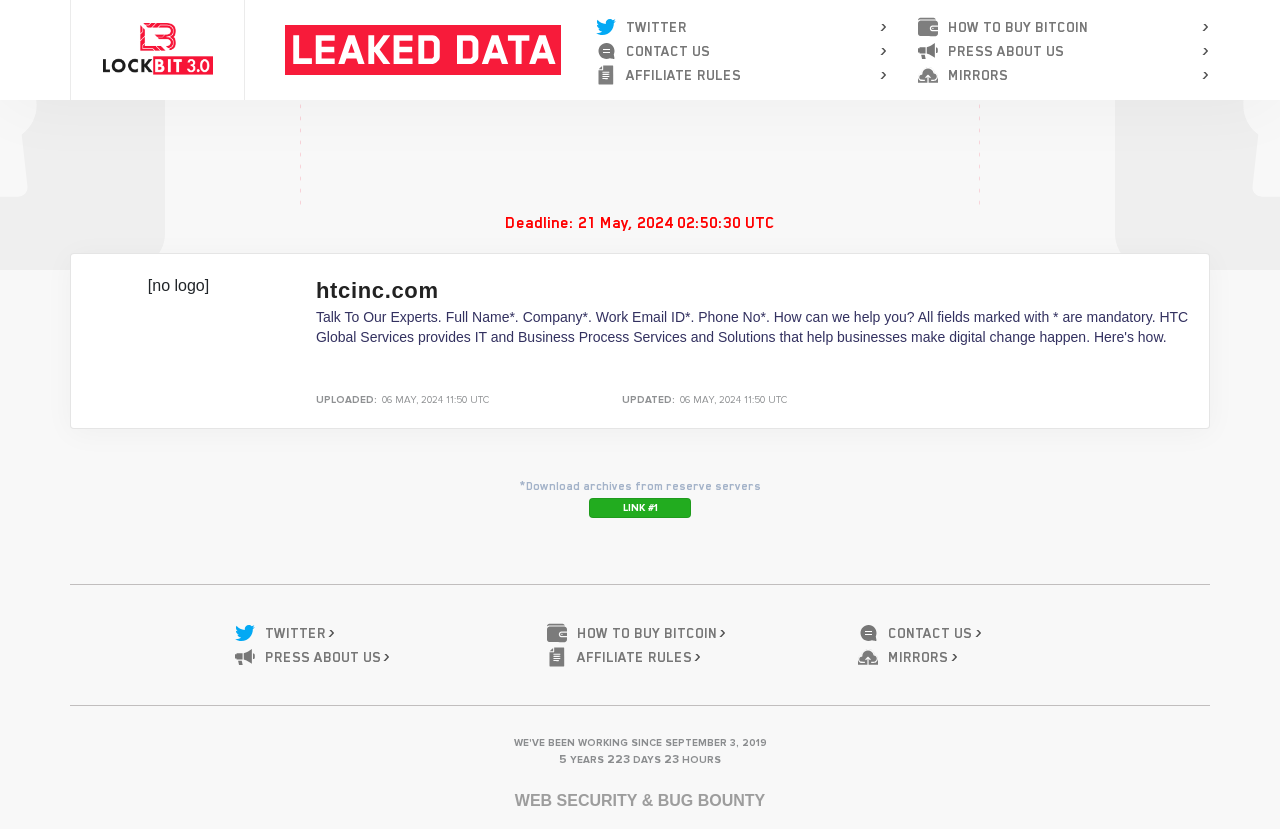 LOCKBIT 3.0
LEAKED DATA
TWITTER
CONTACT US
AFFILIATE RULES
HOW TO BUY BITCOIN
PRESS ABOUT US
MIRRORS
Deadline: 21 May, 2024 02:50:30 UTC
[no logo]
htcinc.com
Talk To Our Experts. Full Name*. Company*. Work Email ID*. Phone No*. How can we help you? All fields marked with * are mandatory. HTC
Global Services provides IT and Business Process Services and Solutions that help businesses make digital change happen. Here's how.
UPLOADED: 06 MAY, 2024 11:50 UTC
UPDATED: 06 MAY, 2024 11:50 UTC
*Download archives from reserve servers
LINK #1
TWITTER
HOW TO BUY BITCOIN
CONTACT US
PRESS ABOUT US
AFFILIATE RULES
MIRRORS
WE'VE BEEN WORKING SINCE SEPTEMBER 3, 2019
5 YEARS 223 DAYS 23 HOURS
WEB SECURITY & BUG BOUNTY